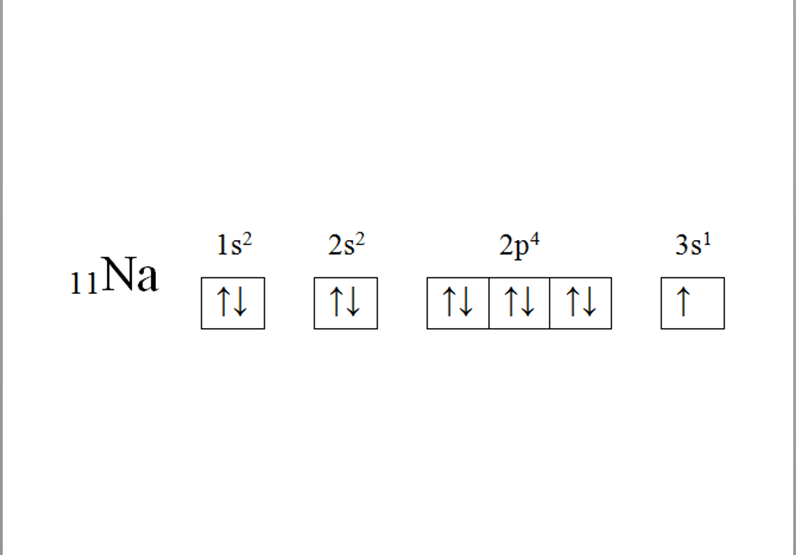 1s² 2s² 2p⁴ 3s¹
₁₁Na ↑↓ ↑↓ ↑↓ ↑↓ ↑↓ ↑